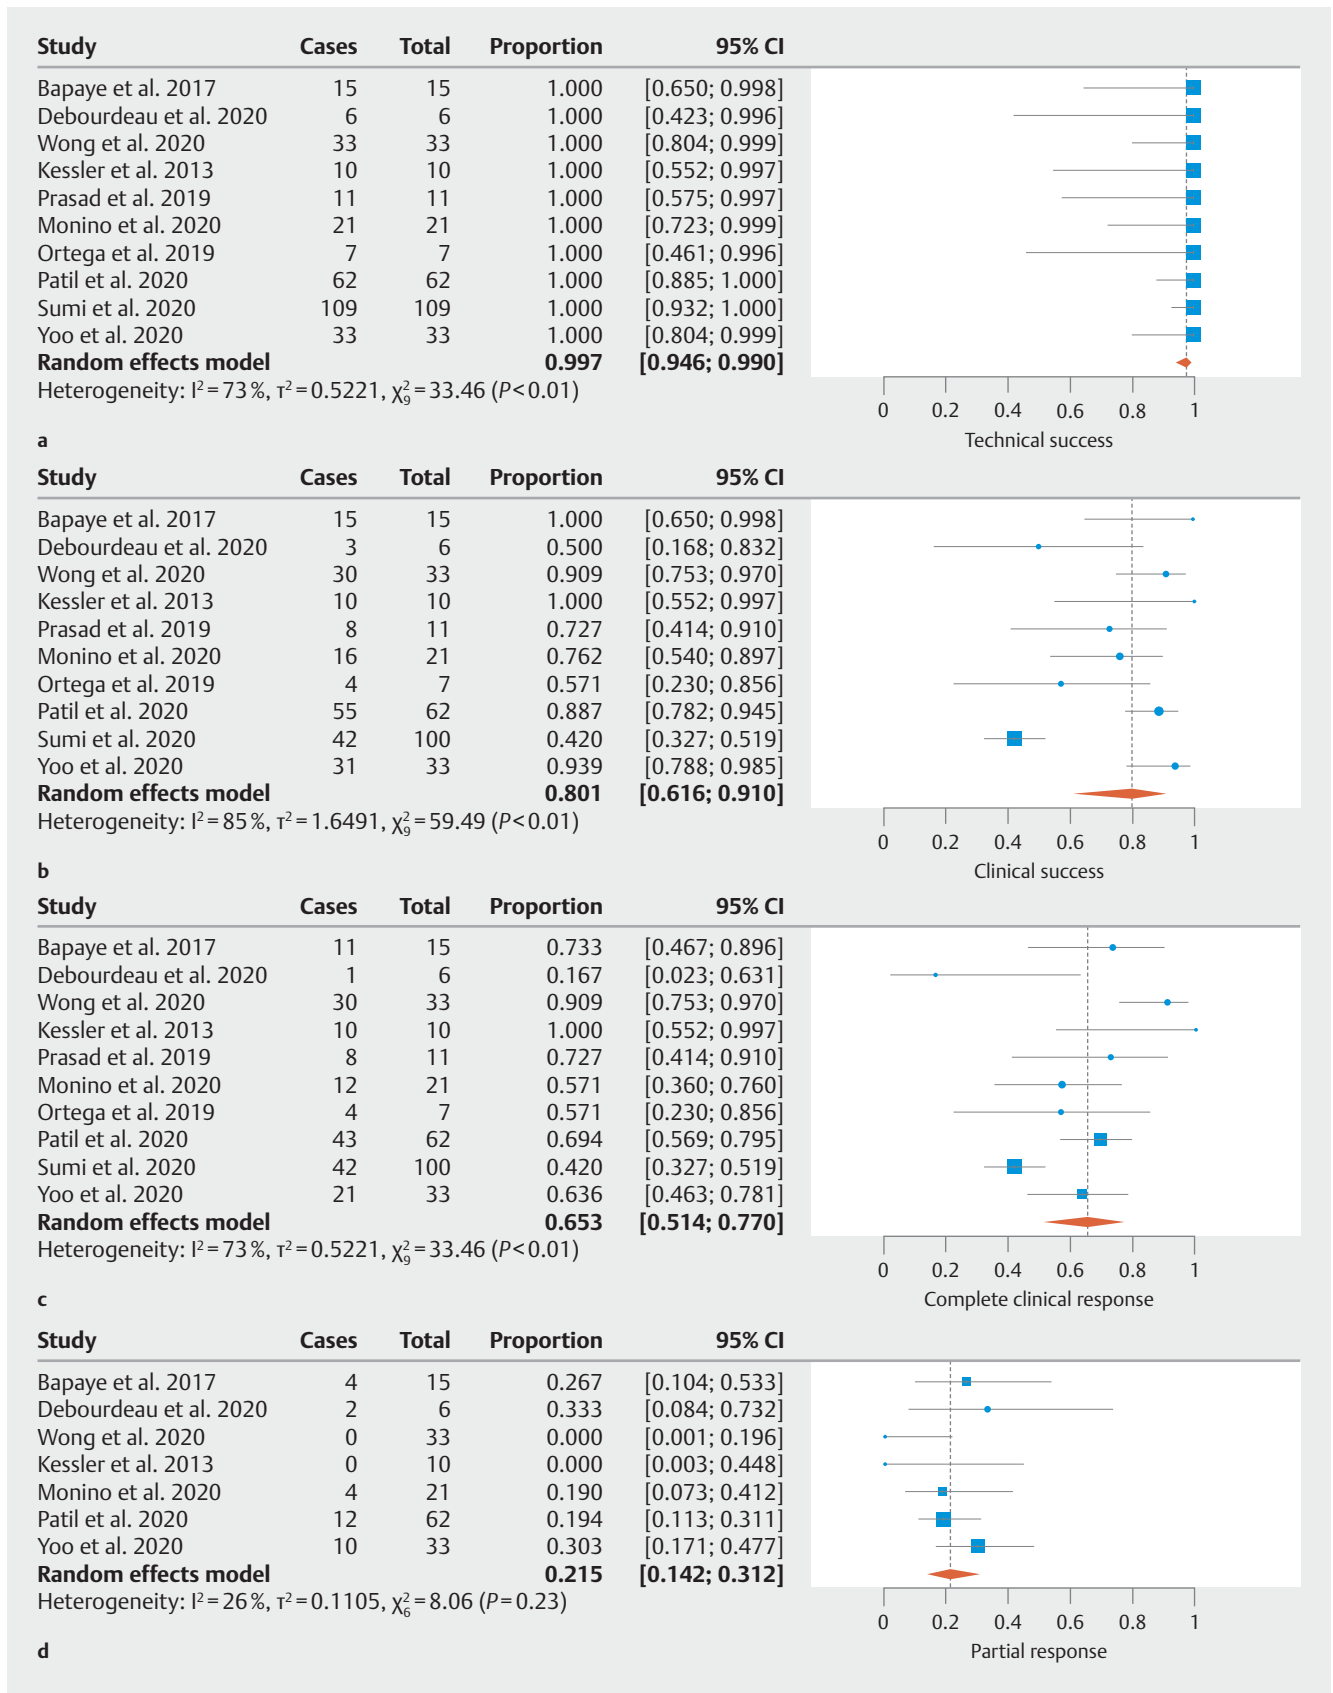 Study Cases Total Proportion 95% CI
Bapaye et al. 2017 15 15 1.000 [0.650; 0.998]
Debourdeau et al. 2020 6 6 1.000 [0.423; 0.996]
Wong et al. 2020 33 33 1.000 [0.804; 0.999]
Kessler et al. 2013 10 10 1.000 [0.552; 0.997]
Prasad et al. 2019 11 11 1.000 [0.575; 0.997]
Monino et al. 2020 21 21 1.000 [0.723; 0.999]
Ortega et al. 2019 7 7 1.000 [0.461; 0.996]
Patil et al. 2020 62 62 1.000 [0.885; 1.000]
Sumi et al. 2020 109 109 1.000 [0.932; 1.000]
Yoo et al. 2020 33 33 1.000 [0.804; 0.999]
Random effects model 0.997 [0.946; 0.990]
Heterogeneity: I² = 73 %, τ² = 0.5221, χ²₉ = 33.46 (P < 0.01)
0 0.2 0.4 0.6 0.8 1
Technical success
a
Study Cases Total Proportion 95% CI
Bapaye et al. 2017 15 15 1.000 [0.650; 0.998]
Debourdeau et al. 2020 3 6 0.500 [0.168; 0.832]
Wong et al. 2020 30 33 0.909 [0.753; 0.970]
Kessler et al. 2013 10 10 1.000 [0.552; 0.997]
Prasad et al. 2019 8 11 0.727 [0.414; 0.910]
Monino et al. 2020 16 21 0.762 [0.540; 0.897]
Ortega et al. 2019 4 7 0.571 [0.230; 0.856]
Patil et al. 2020 55 62 0.887 [0.782; 0.945]
Sumi et al. 2020 42 100 0.420 [0.327; 0.519]
Yoo et al. 2020 31 33 0.939 [0.788; 0.985]
Random effects model 0.801 [0.616; 0.910]
Heterogeneity: I² = 85 %, τ² = 1.6491, χ²₉ = 59.49 (P < 0.01)
0 0.2 0.4 0.6 0.8 1
Clinical success
b
Study Cases Total Proportion 95% CI
Bapaye et al. 2017 11 15 0.733 [0.467; 0.896]
Debourdeau et al. 2020 1 6 0.167 [0.023; 0.631]
Wong et al. 2020 30 33 0.909 [0.753; 0.970]
Kessler et al. 2013 10 10 1.000 [0.552; 0.997]
Prasad et al. 2019 8 11 0.727 [0.414; 0.910]
Monino et al. 2020 12 21 0.571 [0.360; 0.760]
Ortega et al. 2019 4 7 0.571 [0.230; 0.856]
Patil et al. 2020 43 62 0.694 [0.569; 0.795]
Sumi et al. 2020 42 100 0.420 [0.327; 0.519]
Yoo et al. 2020 21 33 0.636 [0.463; 0.781]
Random effects model 0.653 [0.514; 0.770]
Heterogeneity: I² = 73 %, τ² = 0.5221, χ²₉ = 33.46 (P < 0.01)
0 0.2 0.4 0.6 0.8 1
Complete clinical response
c
Study Cases Total Proportion 95% CI
Bapaye et al. 2017 4 15 0.267 [0.104; 0.533]
Debourdeau et al. 2020 2 6 0.333 [0.084; 0.732]
Wong et al. 2020 0 33 0.000 [0.001; 0.196]
Kessler et al. 2013 0 10 0.000 [0.003; 0.448]
Monino et al. 2020 4 21 0.190 [0.073; 0.412]
Patil et al. 2020 12 62 0.194 [0.113; 0.311]
Yoo et al. 2020 10 33 0.303 [0.171; 0.477]
Random effects model 0.215 [0.142; 0.312]
Heterogeneity: I² = 26 %, τ² = 0.1105, χ²₆ = 8.06 (P = 0.23)
0 0.2 0.4 0.6 0.8 1
Partial response
d